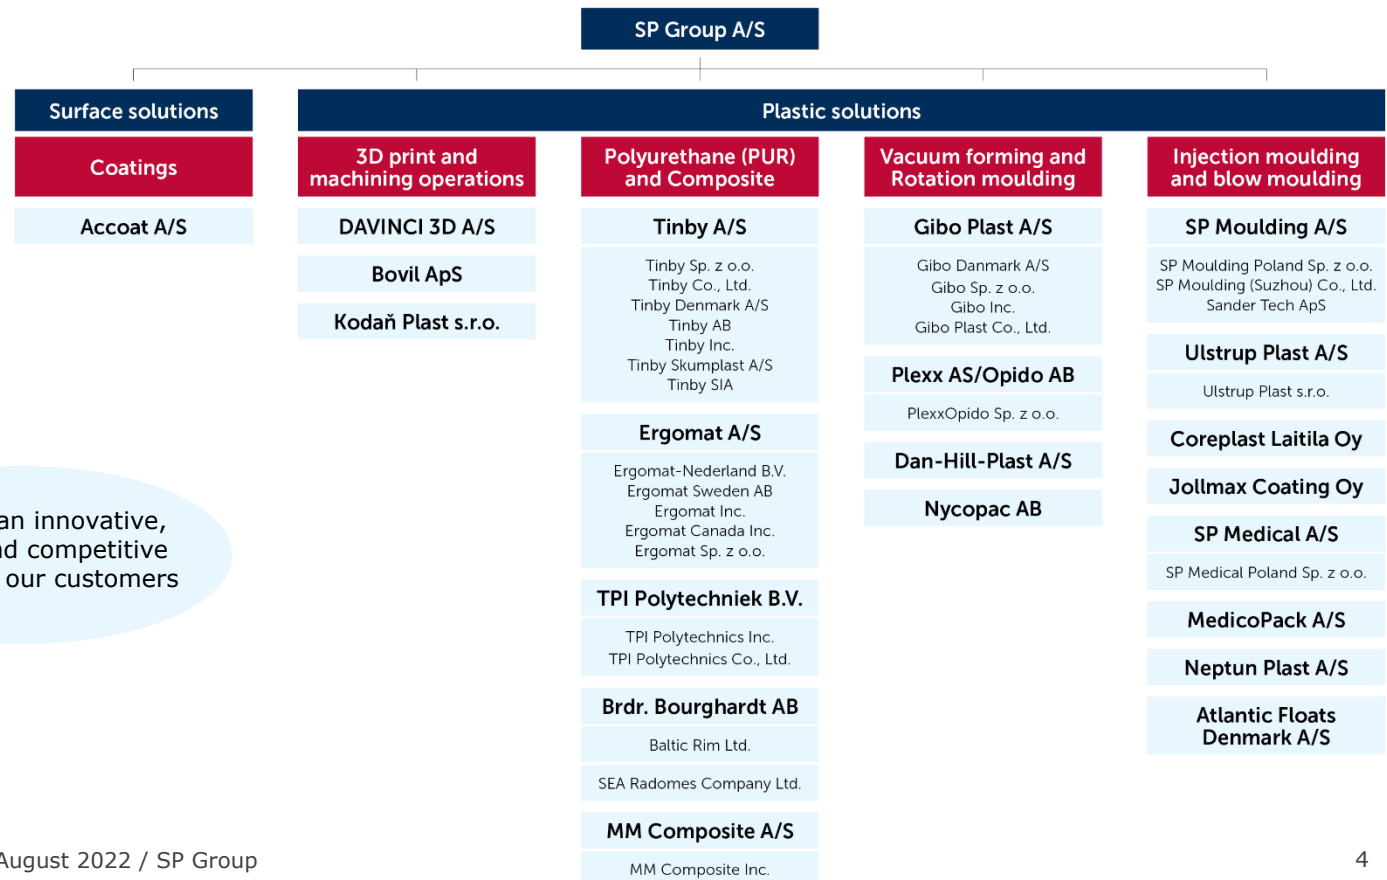 SP Group A/S
Surface solutions
Plastic solutions
Coatings
Accoat A/S
3D print and
machining operations
DAVINCI 3D A/S
Bovil ApS
Kodaň Plast s.r.o.
Polyurethane (PUR)
and Composite
Tinby A/S
Tinby Sp. z o.o.
Tinby Co., Ltd.
Tinby Denmark A/S
Tinby AB
Tinby Inc.
Tinby Skumplast A/S
Tinby SIA
Ergomat A/S
Ergomat-Nederland B.V.
Ergomat Sweden AB
Ergomat Inc.
Ergomat Canada Inc.
Ergomat Sp. z o.o.
TPI Polytechniek B.V.
TPI Polytechnics Inc.
TPI Polytechnics Co., Ltd.
Brdr. Bourghardt AB
Baltic Rim Ltd.
SEA Radomes Company Ltd.
MM Composite A/S
MM Composite Inc.
Vacuum forming and
Rotation moulding
Gibo Plast A/S
Gibo Danmark A/S
Gibo Sp. z o.o.
Gibo Inc.
Gibo Plast Co., Ltd.
Plexx AS/Opido AB
PlexxOpido Sp. z o.o.
Dan-Hill-Plast A/S
Nycopac AB
Injection moulding
and blow moulding
SP Moulding A/S
SP Moulding Poland Sp. z o.o.
SP Moulding (Suzhou) Co., Ltd.
Sander Tech ApS
Ulstrup Plast A/S
Ulstrup Plast s.r.o.
Coreplast Laitila Oy
Jollmax Coating Oy
SP Medical A/S
SP Medical Poland Sp. z o.o.
MedicoPack A/S
Neptun Plast A/S
Atlantic Floats
Denmark A/S
an innovative,
competitive
our customers
August 2022 / SP Group
4